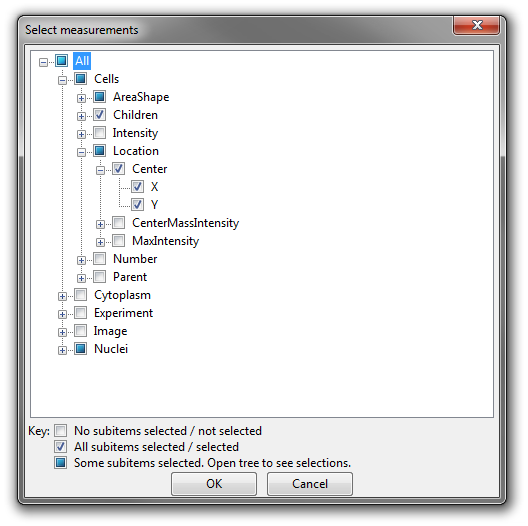 Select measurements
All
Cells
AreaShape
Children
Intensity
Location
Center
X
Y
CenterMassIntensity
MaxIntensity
Number
Parent
Cytoplasm
Experiment
Image
Nuclei
Key: No subitems selected / not selected
All subitems selected / selected
Some subitems selected. Open tree to see selections.
OK Cancel